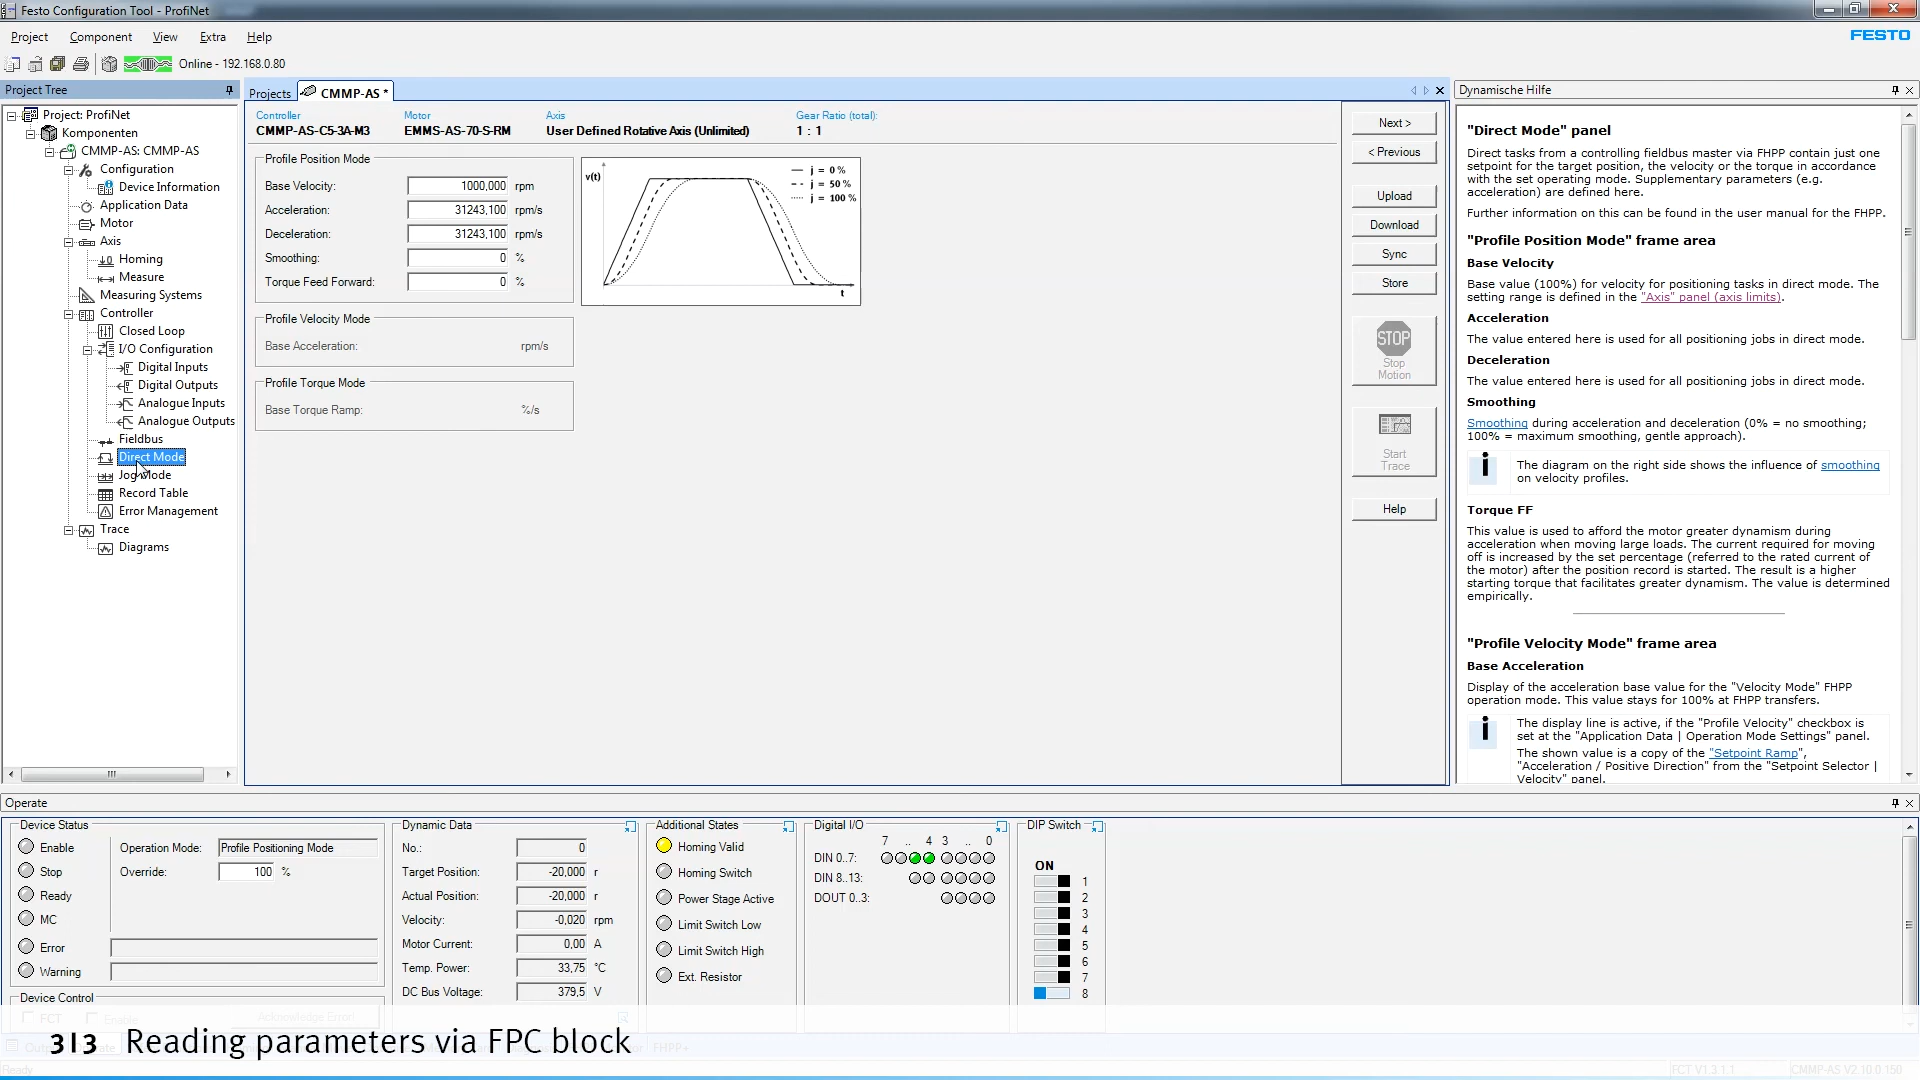 Festo Configuration Tool - ProfiNet
Project Component View Extra Help
FESTO
Online - 192.168.0.80
Project Tree
Project: ProfiNet
Komponenten
CMMP-AS: CMMP-AS
Configuration
Device Information
Application Data
Motor
Axis
Homing
Measure
Measuring Systems
Controller
Closed Loop
I/O Configuration
Digital Inputs
Digital Outputs
Analogue Inputs
Analogue Outputs
Fieldbus
Direct Mode
Jog Mode
Record Table
Error Management
Trace
Diagrams
Projects CMMP-AS *
Controller Motor Axis Gear Ratio (total):
CMMP-AS-C5-3A-M3 EMMS-AS-70-S-RM User Defined Rotative Axis (Unlimited) 1 : 1
Profile Position Mode
Base Velocity: 1000,000 rpm
Acceleration: 31243,100 rpm/s
Deceleration: 31243,100 rpm/s
Smoothing: 0 %
Torque Feed Forward: 0 %
v(t)
j = 0 %
j = 50 %
j = 100 %
t
Profile Velocity Mode
Base Acceleration: rpm/s
Profile Torque Mode
Base Torque Ramp: %/s
Next >
< Previous
Upload
Download
Sync
Store
STOP
Stop
Motion
Start
Trace
Help
Dynamische Hilfe
"Direct Mode" panel
Direct tasks from a controlling fieldbus master via FHPP contain just one
setpoint for the target position, the velocity or the torque in accordance
with the set operating mode. Supplementary parameters (e.g.
acceleration) are defined here.
Further information on this can be found in the user manual for the FHPP.
"Profile Position Mode" frame area
Base Velocity
Base value (100%) for velocity for positioning tasks in direct mode. The
setting range is defined in the "Axis" panel (axis limits).
Acceleration
The value entered here is used for all positioning jobs in direct mode.
Deceleration
The value entered here is used for all positioning jobs in direct mode.
Smoothing
Smoothing during acceleration and deceleration (0% = no smoothing;
100% = maximum smoothing, gentle approach).
i
The diagram on the right side shows the influence of smoothing
on velocity profiles.
Torque FF
This value is used to afford the motor greater dynamism during
acceleration when moving large loads. The current required for moving
off is increased by the set percentage (referred to the rated current of
the motor) after the position record is started. The result is a higher
starting torque that facilitates greater dynamism. The value is determined
empirically.
"Profile Velocity Mode" frame area
Base Acceleration
Display of the acceleration base value for the "Velocity Mode" FHPP
operation mode. This value stays for 100% at FHPP transfers.
i
The display line is active, if the "Profile Velocity" checkbox is
set at the "Application Data | Operation Mode Settings" panel.
The shown value is a copy of the "Setpoint Ramp",
"Acceleration / Positive Direction" from the "Setpoint Selector |
Velocity" panel.
Operate
Device Status
Enable
Stop
Ready
MC
Error
Warning
Operation Mode: Profile Positioning Mode
Override: 100 %
Device Control
FCT Enable Acknowledge Error
Dynamic Data
No.: 0
Target Position: -20,000 r
Actual Position: -20,000 r
Velocity: -0,020 rpm
Motor Current: 0,00 A
Temp. Power: 33,75 °C
DC Bus Voltage: 379,5 V
Additional States
Homing Valid
Homing Switch
Power Stage Active
Limit Switch Low
Limit Switch High
Ext. Resistor
Digital I/O
7 .. 4 3 .. 0
DIN 0..7:
DIN 8..13:
DOUT 0..3:
DIP Switch
ON
1
2
3
4
5
6
7
8
3|3 Reading parameters via FPC block
FHPP+
Ready
FCT V1.3.1.1 CMMP-AS V2.10.0.150